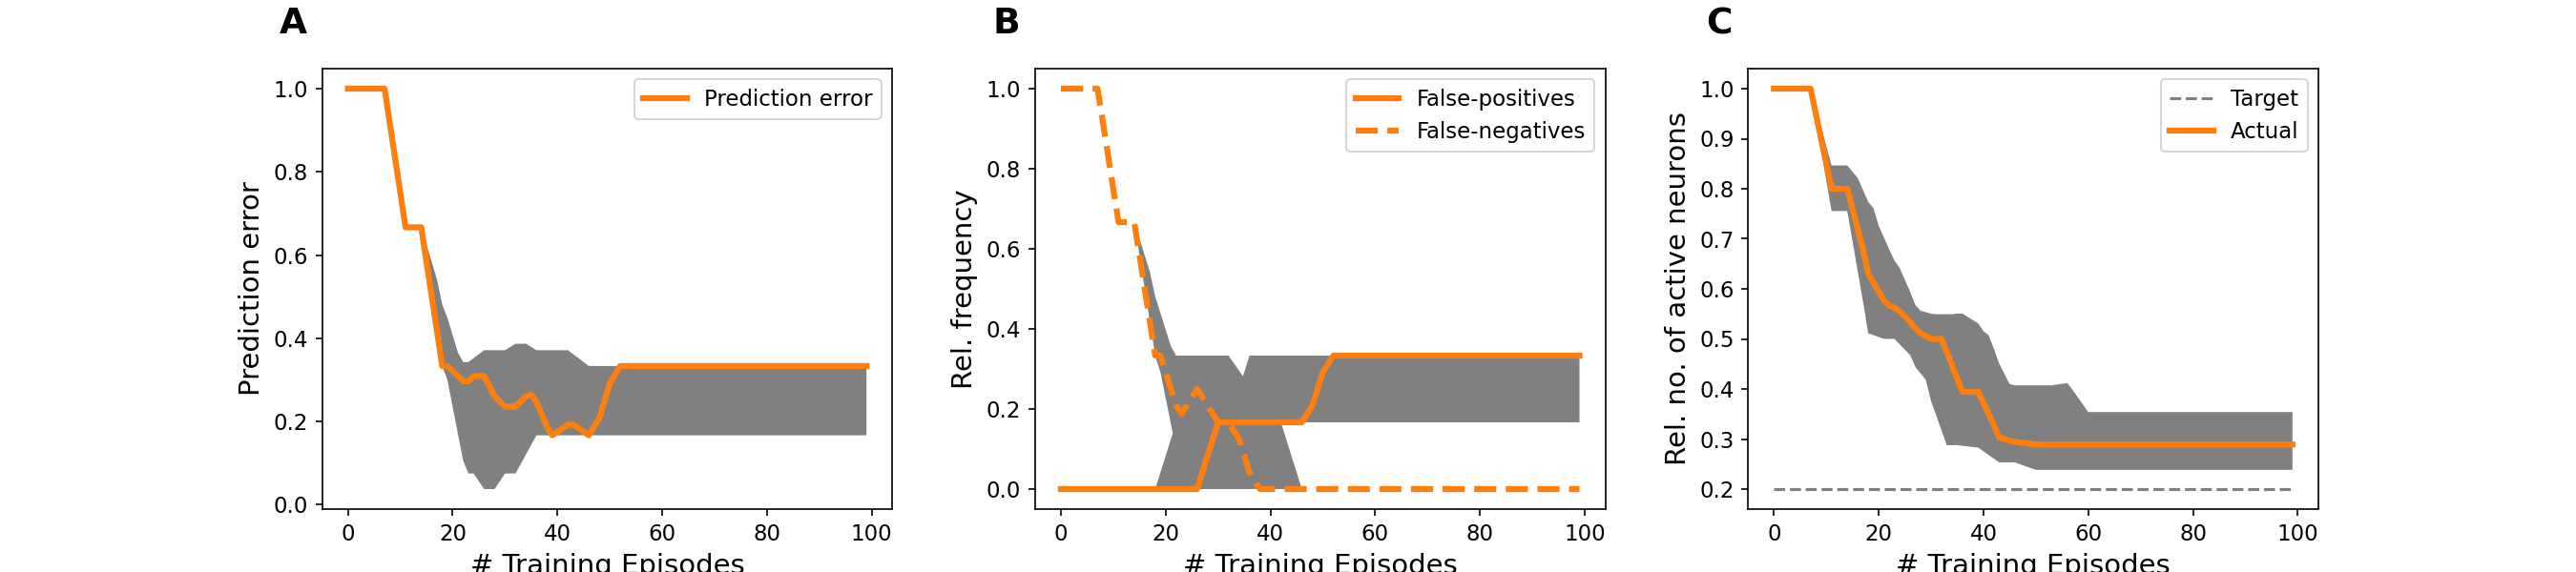 A
Prediction error
1.0
0.8
0.6
0.4
0.2
0.0
Prediction error
0 20 40 60 80 100
# Training Episodes
B
False-positives
False-negatives
1.0
0.8
0.6
0.4
0.2
0.0
Rel. frequency
0 20 40 60 80 100
# Training Episodes
C
Target
Actual
1.0
0.9
0.8
0.7
0.6
0.5
0.4
0.3
0.2
Rel. no. of active neurons
0 20 40 60 80 100
# Training Episodes